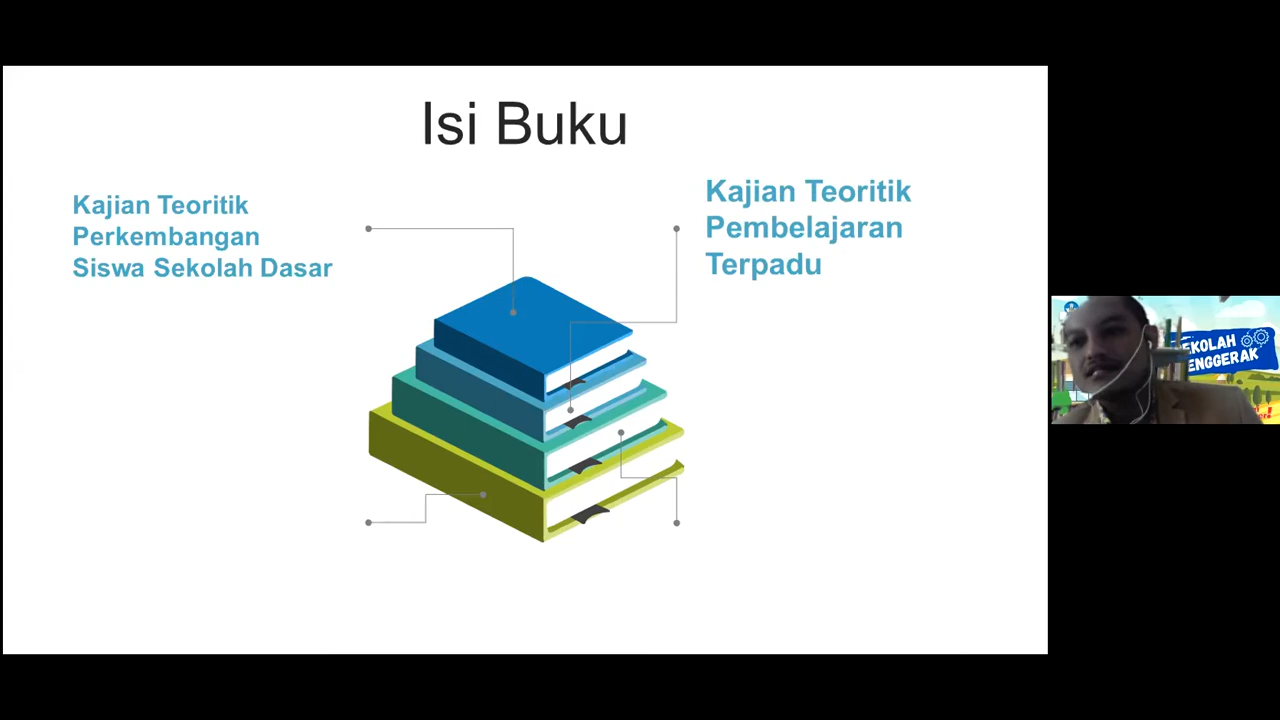 Isi Buku
Kajian Teoritik
Perkembangan
Siswa Sekolah Dasar
Kajian Teoritik
Pembelajaran
Terpadu
SEKOLAH
PENGGERAK